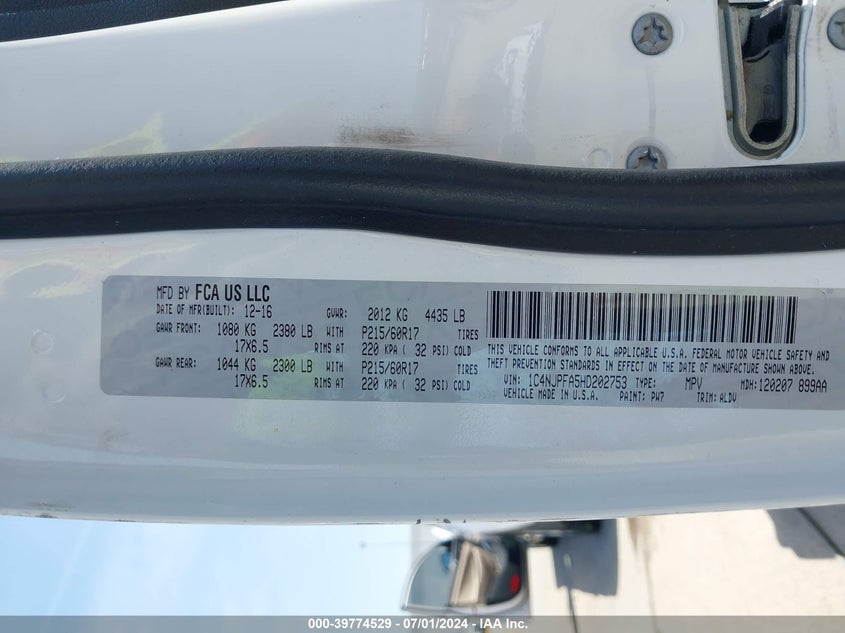 MFD BY FCA US LLC
DATE OF MFR(BUILT): 12-16 GVWR: 2012 KG 4435 LB
GAWR FRONT: 1080 KG 2380 LB WITH P215/60R17 TIRES
17X6.5 RIMS AT 220 KPA ( 32 PSI) COLD
GAWR REAR: 1044 KG 2300 LB WITH P215/60R17 TIRES
17X6.5 RIMS AT 220 KPA ( 32 PSI) COLD
THIS VEHICLE CONFORMS TO ALL APPLICABLE U.S.A. FEDERAL MOTOR VEHICLE SAFETY AND
THEFT PREVENTION STANDARDS IN EFFECT ON THE DATE OF MANUFACTURE SHOWN ABOVE.
VIN: 1C4NJPFA5HD202753 TYPE: MPV MDH: 120207 899AA
VEHICLE MADE IN U.S.A. PAINT: PW7 TRIM: ALDV
000-39774529 - 07/01/2024 - IAA Inc.